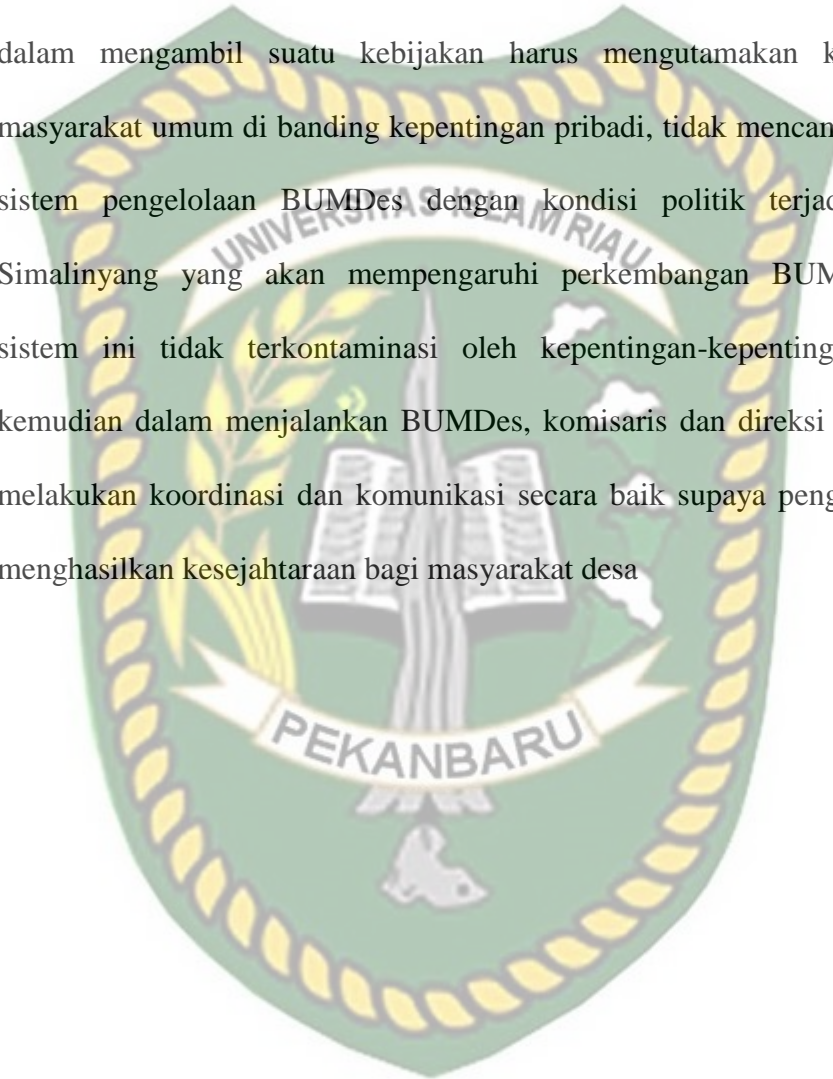 dalam mengambil suatu kebijakan harus mengutamakan k
masyarakat umum di banding kepentingan pribadi, tidak mencan
sistem pengelolaan BUMDes dengan kondisi politik terjad
UNIVERSITAS ISLAM RIAU
Simalinyang yang akan mempengaruhi perkembangan BUM
sistem ini tidak terkontaminasi oleh kepentingan-kepenting
kemudian dalam menjalankan BUMDes, komisaris dan direksi
melakukan koordinasi dan komunikasi secara baik supaya peng
menghasilkan kesejahtaraan bagi masyarakat desa
PEKANBARU